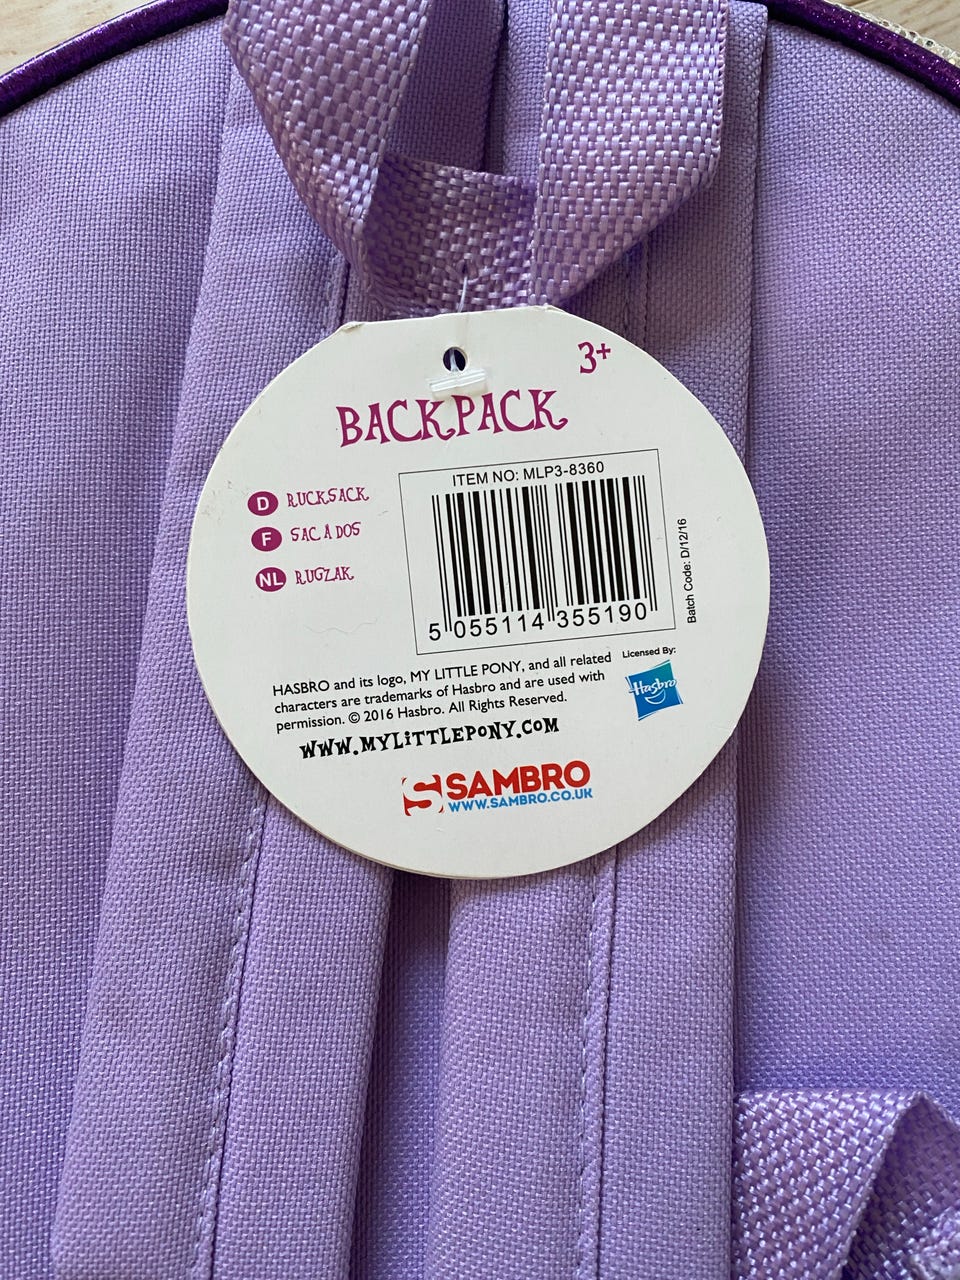 3+
BACKPACK
D RUCKSACK
F SAC A DOS
NL RUGZAK
ITEM NO: MLP3-8360
5 055114 355190
Batch Code: D/12/16
HASBRO and its logo, MY LITTLE PONY, and all related
characters are trademarks of Hasbro and are used with
permission. © 2016 Hasbro. All Rights Reserved.
WWW.MYLITTLEPONY.COM
Licensed By:
Hasbro
S SAMBRO
WWW.SAMBRO.CO.UK